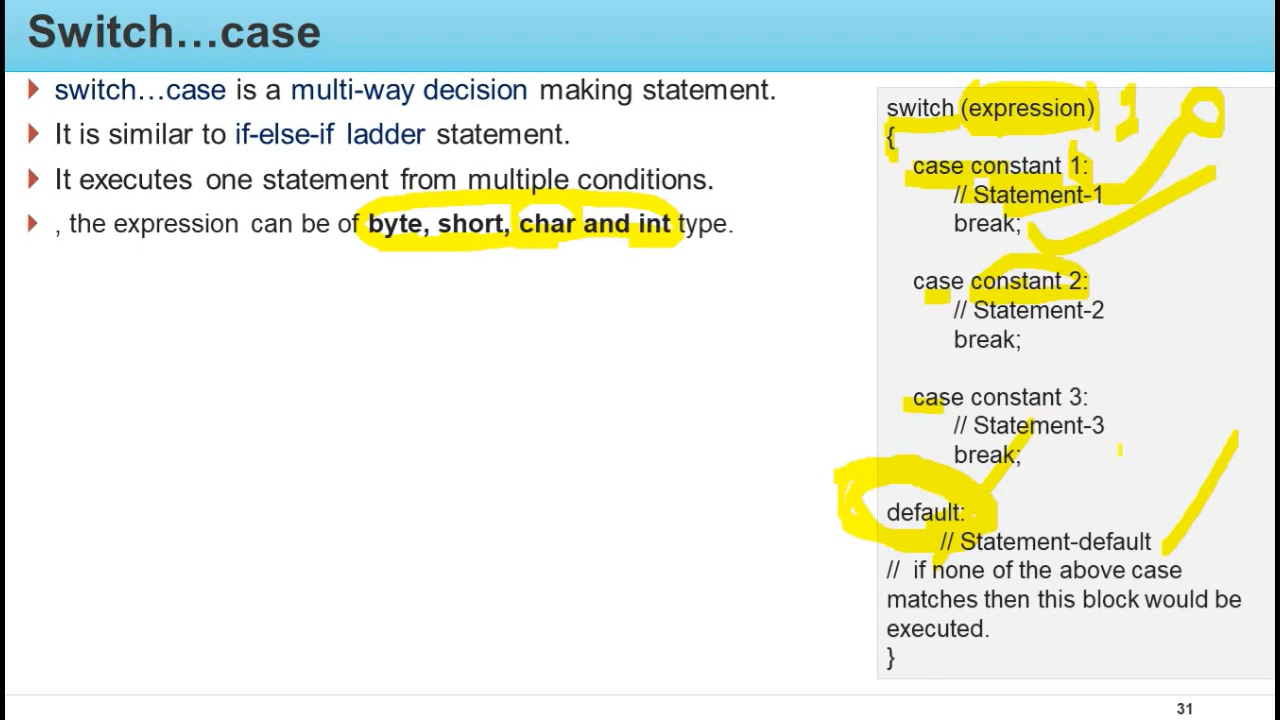 Switch…case
switch…case is a multi-way decision making statement.
It is similar to if-else-if ladder statement.
It executes one statement from multiple conditions.
, the expression can be of byte, short, char and int type.
switch (expression)
{
case constant 1:
// Statement-1
break;
case constant 2:
// Statement-2
break;
case constant 3:
// Statement-3
break;
default:
// Statement-default
// if none of the above case
matches then this block would be
executed.
}
1
31